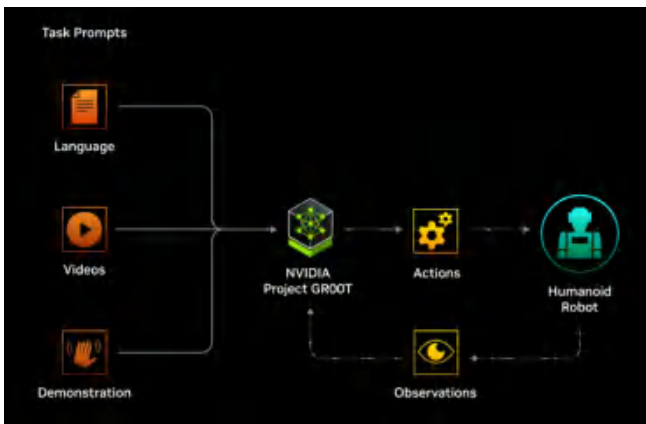 Task Prompts
Language
Videos
Demonstration
NVIDIA
Project GR00T
Actions
Observations
Humanoid
Robot